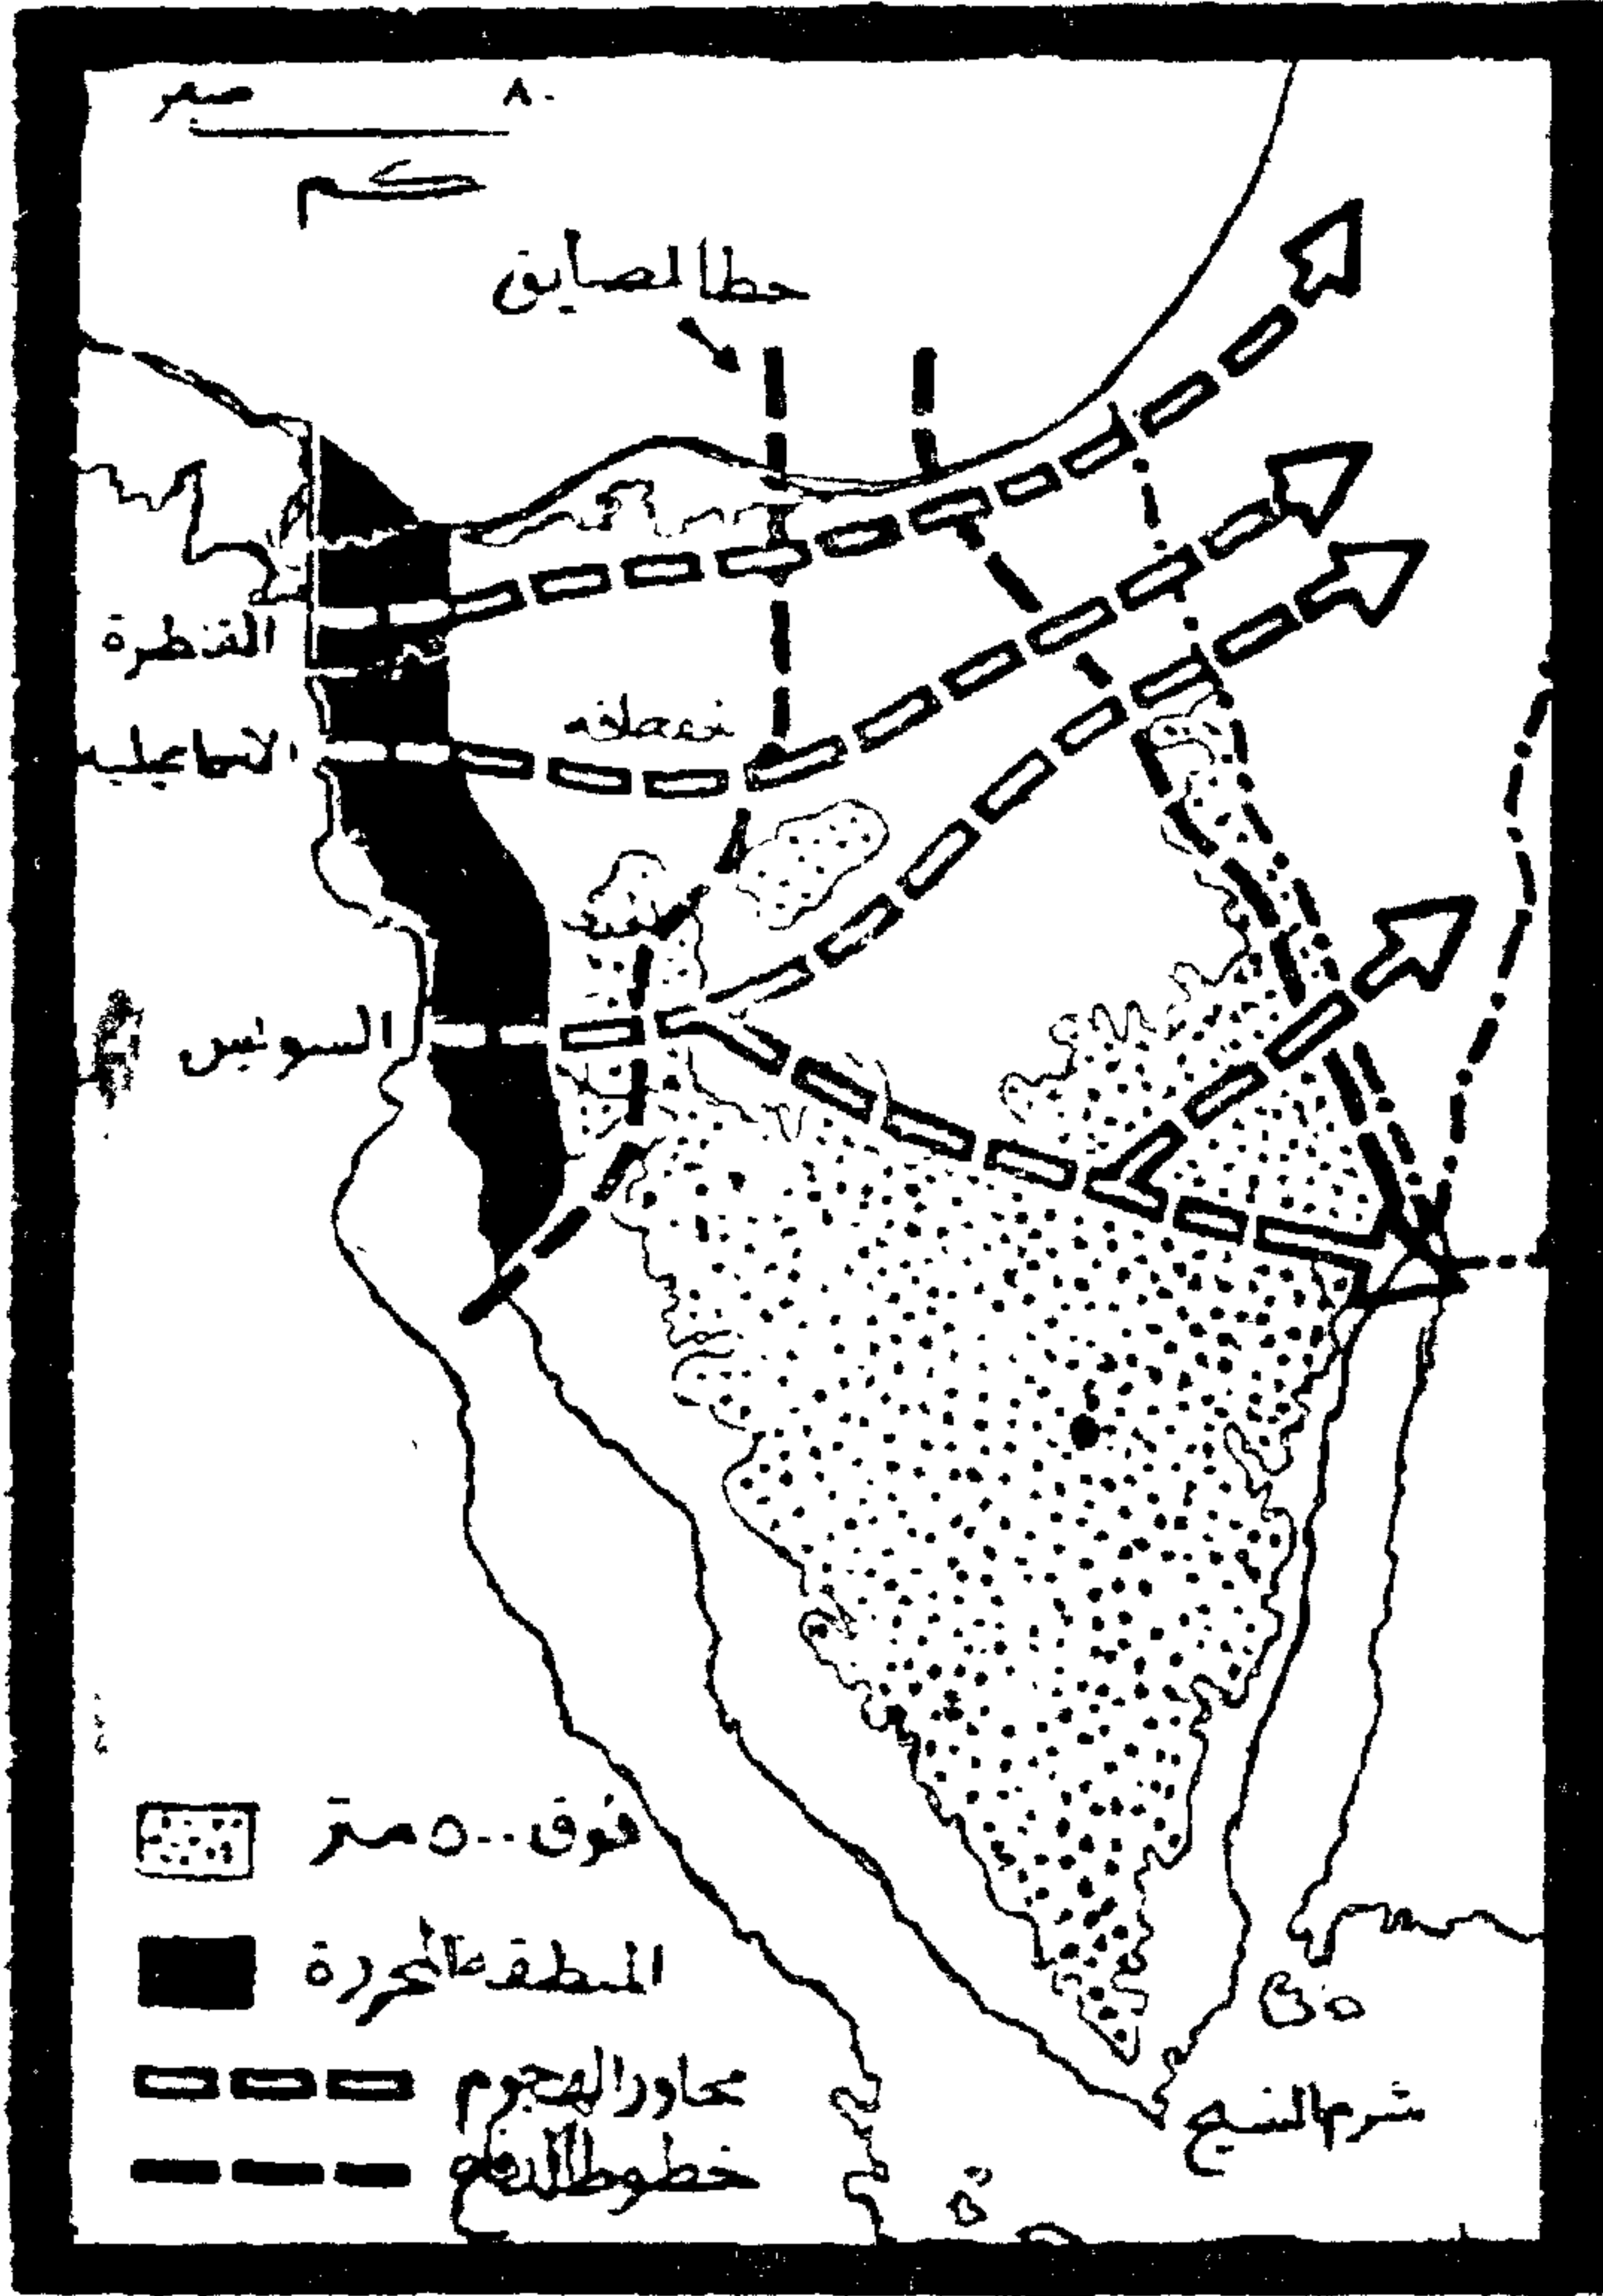 صفر ٨٠
كم
خط المضايق
القنطرة
الاسماعيلية
السويس
فوق ٥٠٠ متر
المنطقة المحررة
محاور الهجوم
خطوط الدفاع
شرم الشيخ